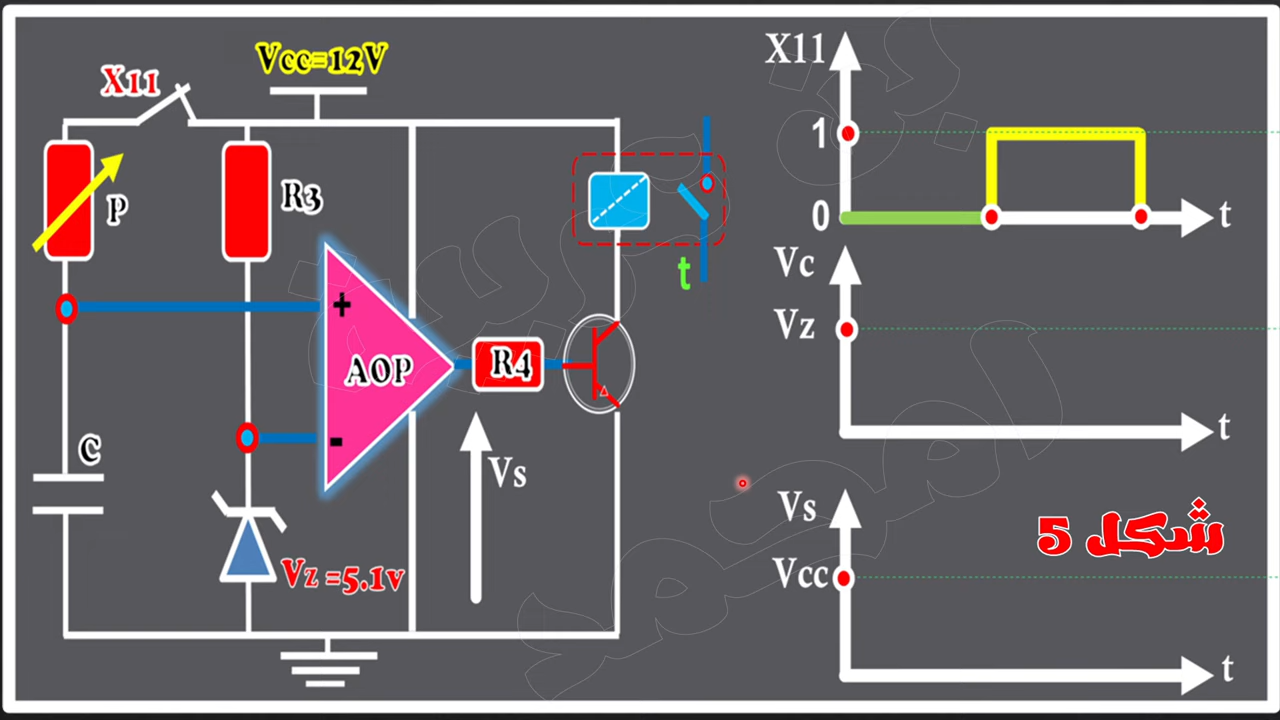 Vcc=12V
X11
P
R3
+
AOP
-
R4
t
C
Vs
Vz =5.1v
X11
1
0
t
Vc
Vz
t
Vs
Vcc
t
شكل 5